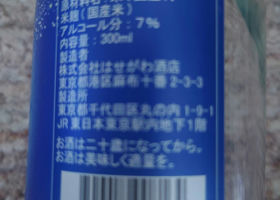 米麹（国産米）
アルコール分：7％
内容量：300ml
製造者
株式会社はせがわ酒店
東京都港区麻布十番2-3-3
製造所
東京都千代田区丸の内1-9-1
JR東日本東京駅内地下1階
お酒は二十歳になってから。
お酒は美味しく適量を。